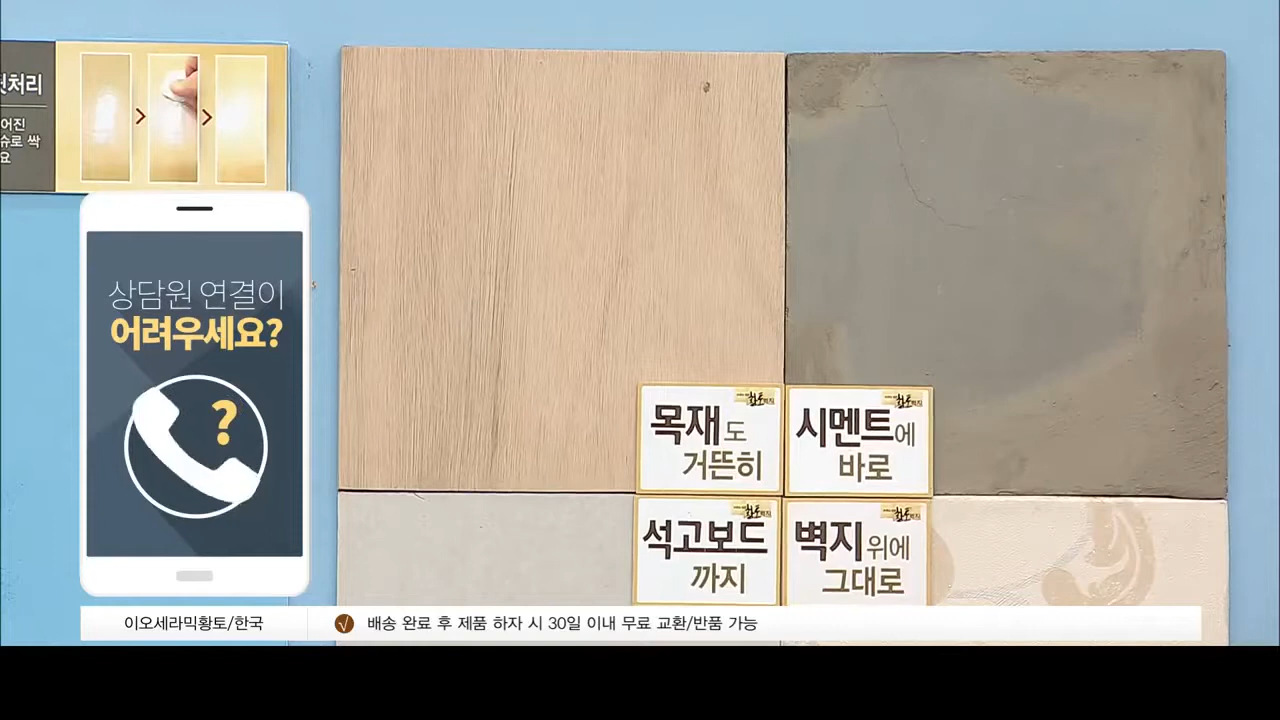 처리
어진
슈로 싹
요
상담원 연결이
어려우세요?
?
목재도
거뜬히
시멘트에
바로
석고보드
까지
벽지 위에
그대로
이오세라믹황토/한국
배송 완료 후 제품 하자 시 30일 이내 무료 교환/반품 가능